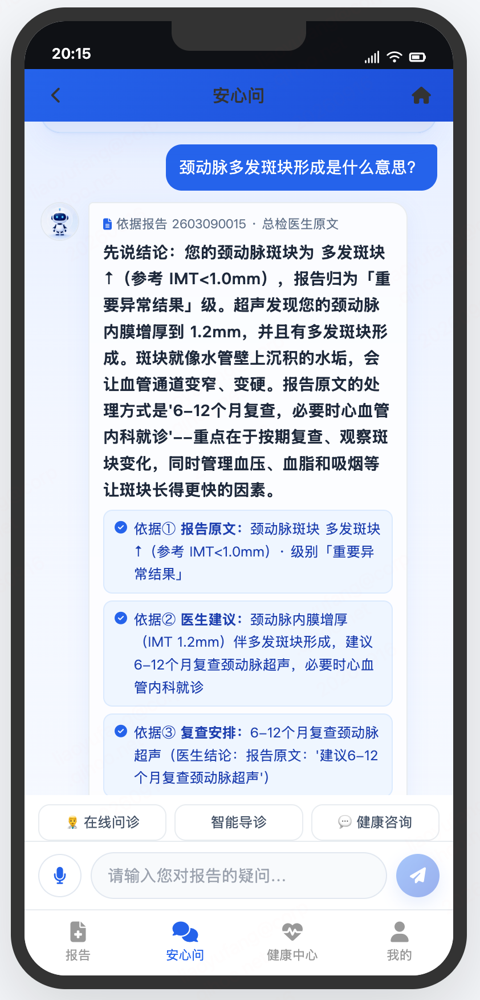 20:15
安心问
颈动脉多发斑块形成是什么意思?
依据报告 2603090015 · 总检医生原文
先说结论：您的颈动脉斑块为 多发斑块
↑（参考 IMT<1.0mm），报告归为「重
要异常结果」级。超声发现您的颈动脉
内膜增厚到 1.2mm，并且有多发斑块形
成。斑块就像水管壁上沉积的水垢，会
让血管通道变窄、变硬。报告原文的处
理方式是'6–12个月复查，必要时心血管
内科就诊'——重点在于按期复查、观察斑
块变化，同时管理血压、血脂和吸烟等
让斑块长得更快的因素。
依据① 报告原文：颈动脉斑块 多发斑块
↑（参考 IMT<1.0mm）· 级别「重要异
常结果」
依据② 医生建议：颈动脉内膜增厚
（IMT 1.2mm）伴多发斑块形成，建议
6–12个月复查颈动脉超声，必要时心血
管内科就诊
依据③ 复查安排：6–12个月复查颈动脉
超声（医生结论：报告原文：'建议6–12
个月复查颈动脉超声'）
在线问诊
智能导诊
健康咨询
请输入您对报告的疑问...
报告
安心问
健康中心
我的